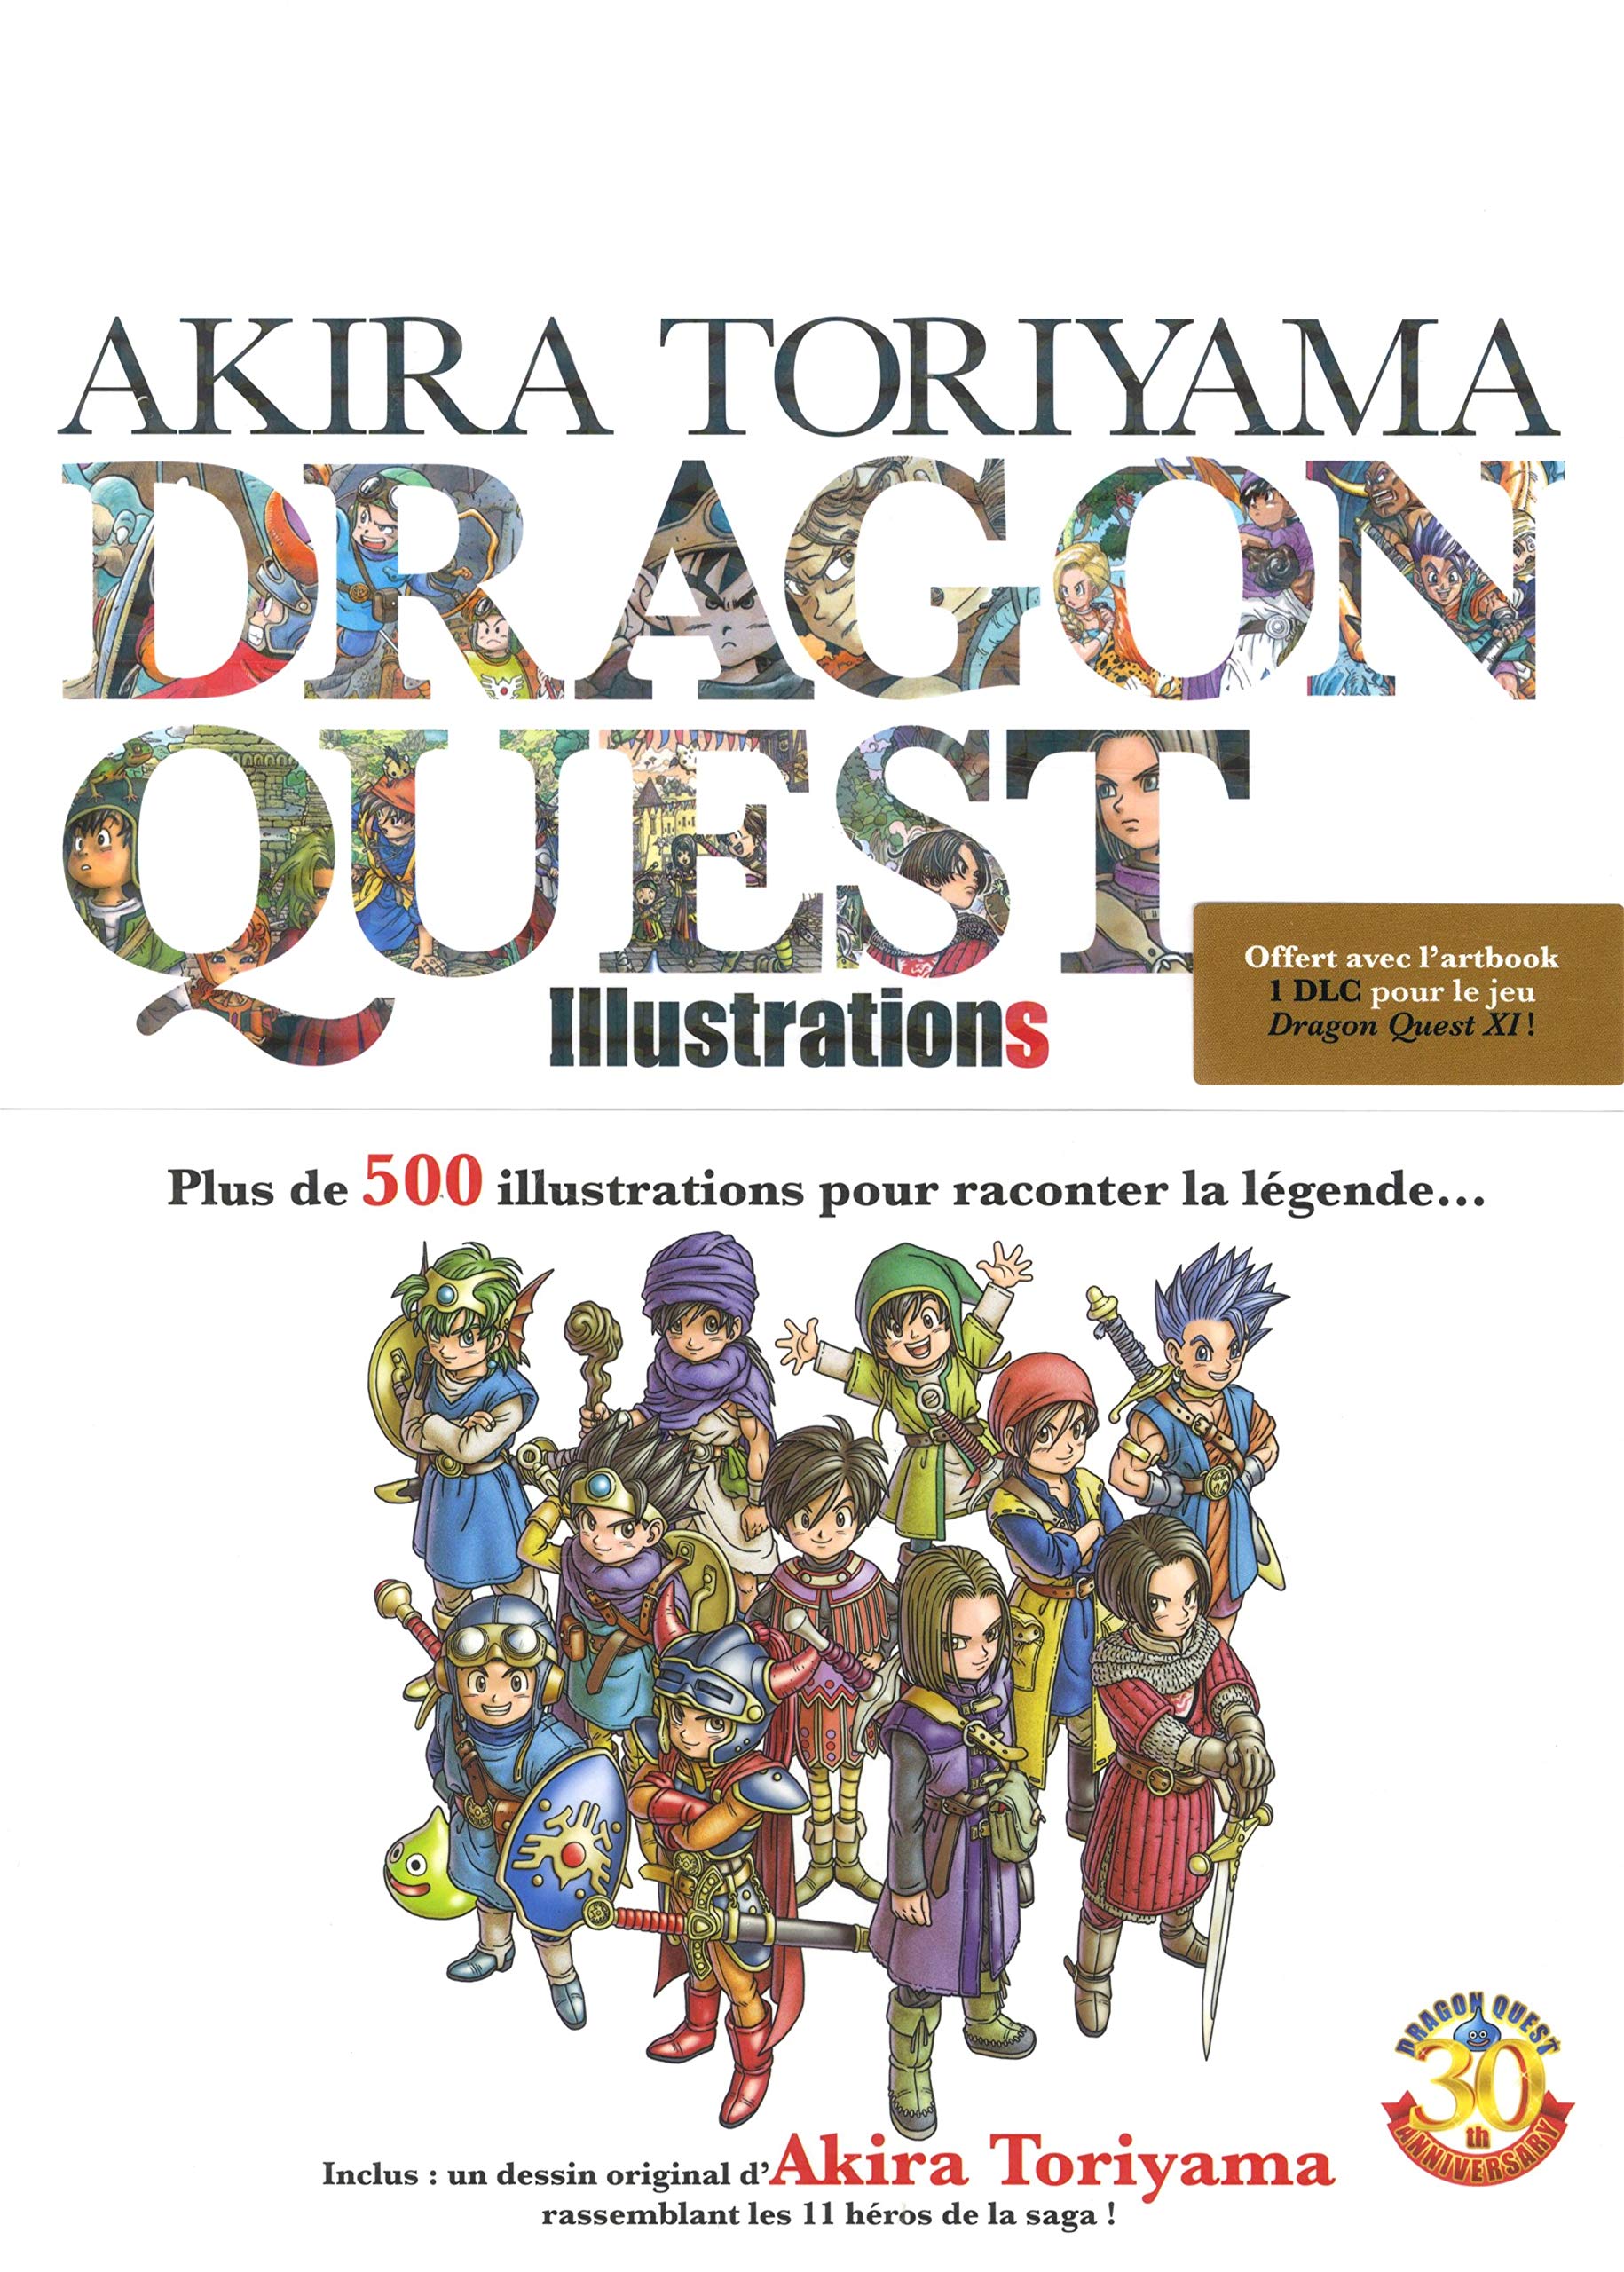 AKIRA TORIYAMA
DRAGON
QUEST
Illustrations
Offert avec l'artbook
1 DLC pour le jeu
Dragon Quest XI !
Plus de 500 illustrations pour raconter la légende...
DRAGON QUEST
30
th
ANNIVERSARY
Inclus : un dessin original d'Akira Toriyama
rassemblant les 11 héros de la saga !